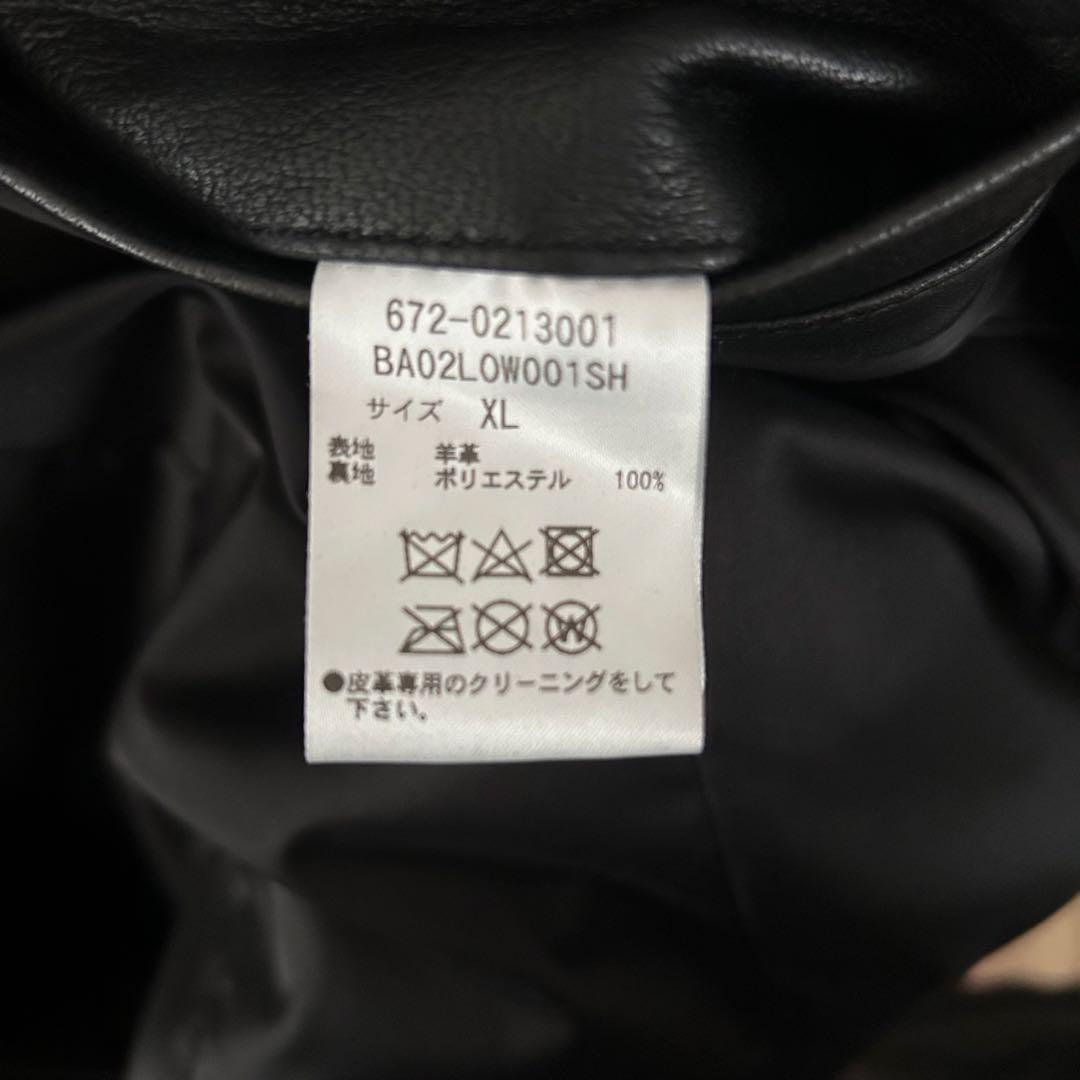 672-0213001
BA02LOW001SH
サイズ XL
表地 羊革
裏地 ポリエステル 100%
W
●皮革専用のクリーニングをして
下さい。